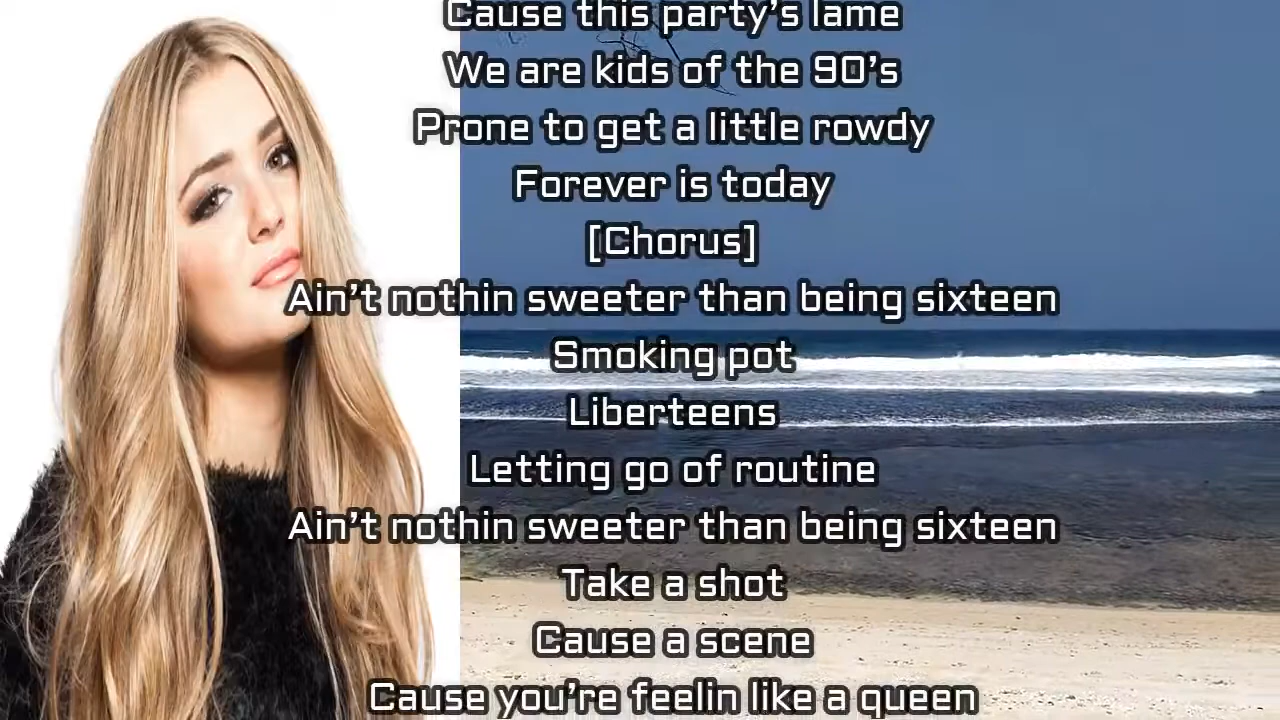 Cause this party's lame
We are kids of the 90's
Prone to get a little rowdy
Forever is today
[Chorus]
Ain't nothin sweeter than being sixteen
Smoking pot
Liberteens
Letting go of routine
Ain't nothin sweeter than being sixteen
Take a shot
Cause a scene
Cause you're feelin like a queen